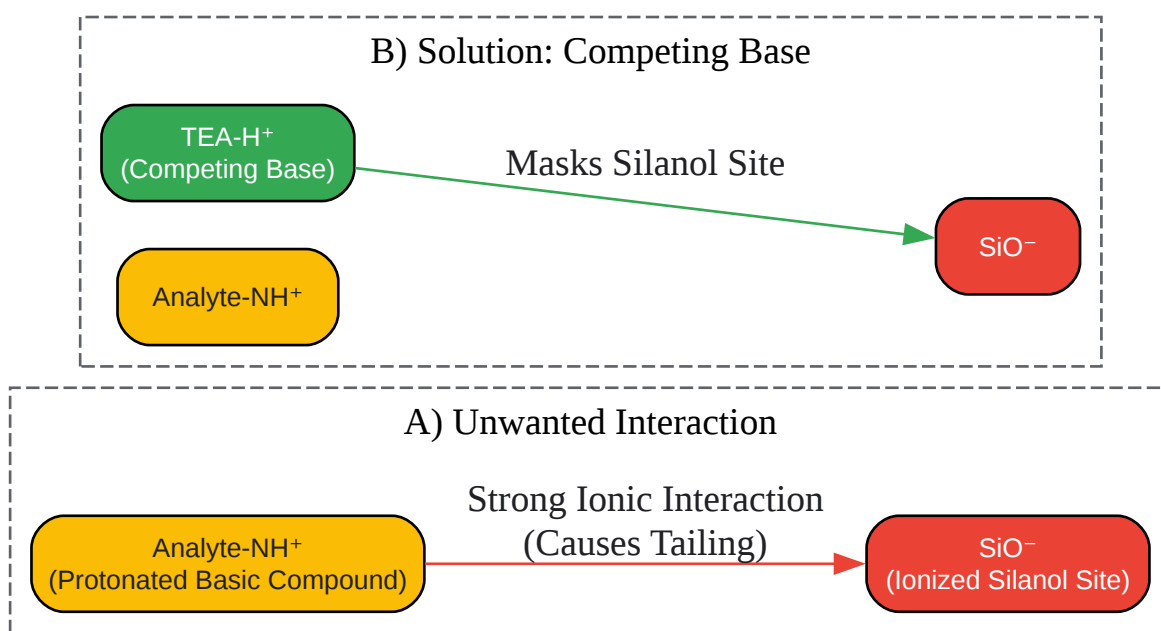 B) Solution: Competing Base
TEA-H⁺
(Competing Base)
Masks Silanol Site
SiO⁻
Analyte-NH⁺
A) Unwanted Interaction
Strong Ionic Interaction
(Causes Tailing)
Analyte-NH⁺
(Protonated Basic Compound)
SiO⁻
(Ionized Silanol Site)